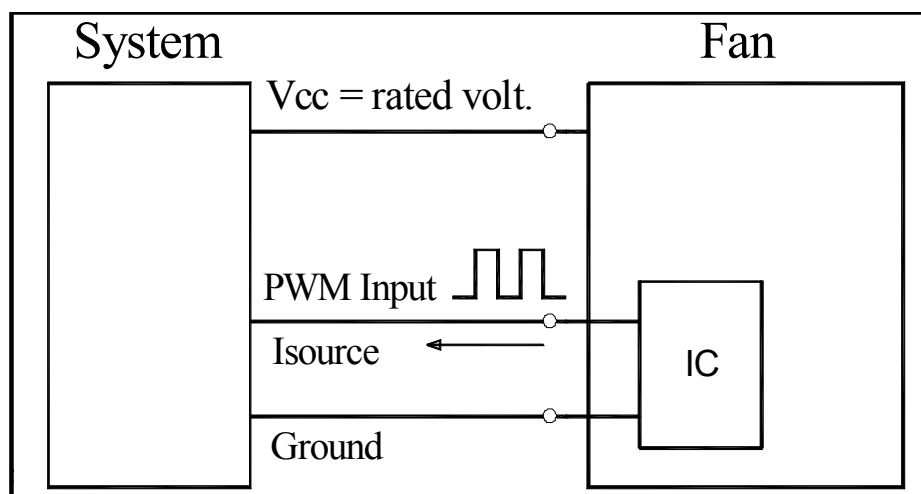 System
Fan
Vcc = rated volt.
PWM Input
Isource
IC
Ground